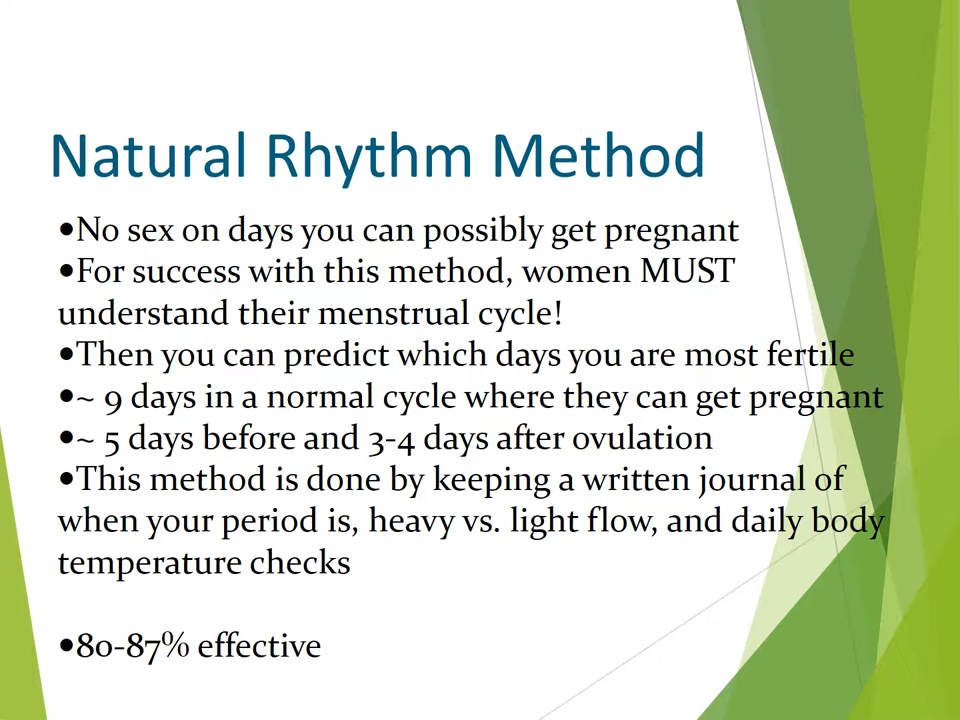 Natural Rhythm Method
•No sex on days you can possibly get pregnant
•For success with this method, women MUST
understand their menstrual cycle!
•Then you can predict which days you are most fertile
•~ 9 days in a normal cycle where they can get pregnant
•~ 5 days before and 3-4 days after ovulation
•This method is done by keeping a written journal of
when your period is, heavy vs. light flow, and daily body
temperature checks
•80-87% effective